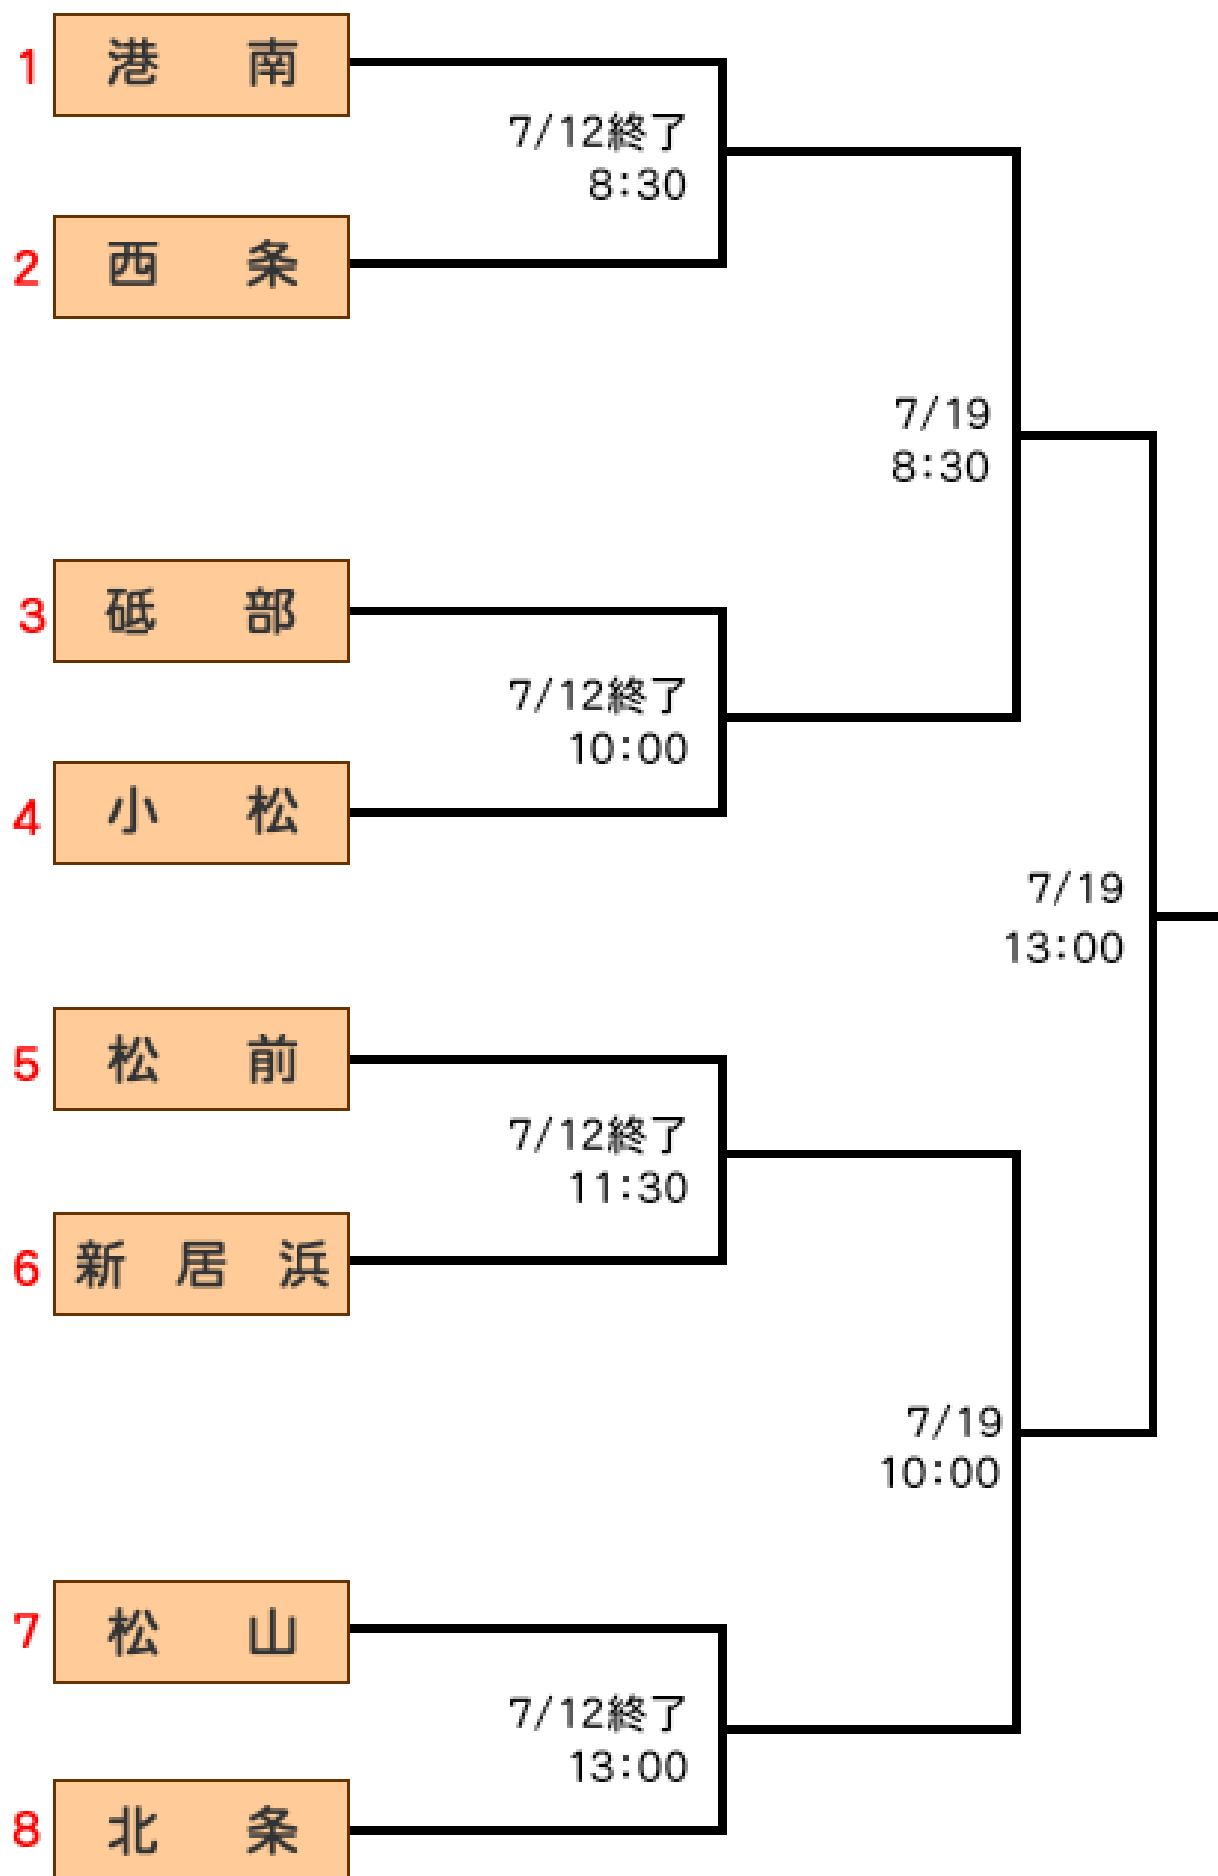 1 港 南
7/12終了
8:30
2 西 条
7/19
8:30
3 砥 部
7/12終了
10:00
4 小 松
7/19
13:00
5 松 前
7/12終了
11:30
6 新 居 浜
7/19
10:00
7 松 山
7/12終了
13:00
8 北 条